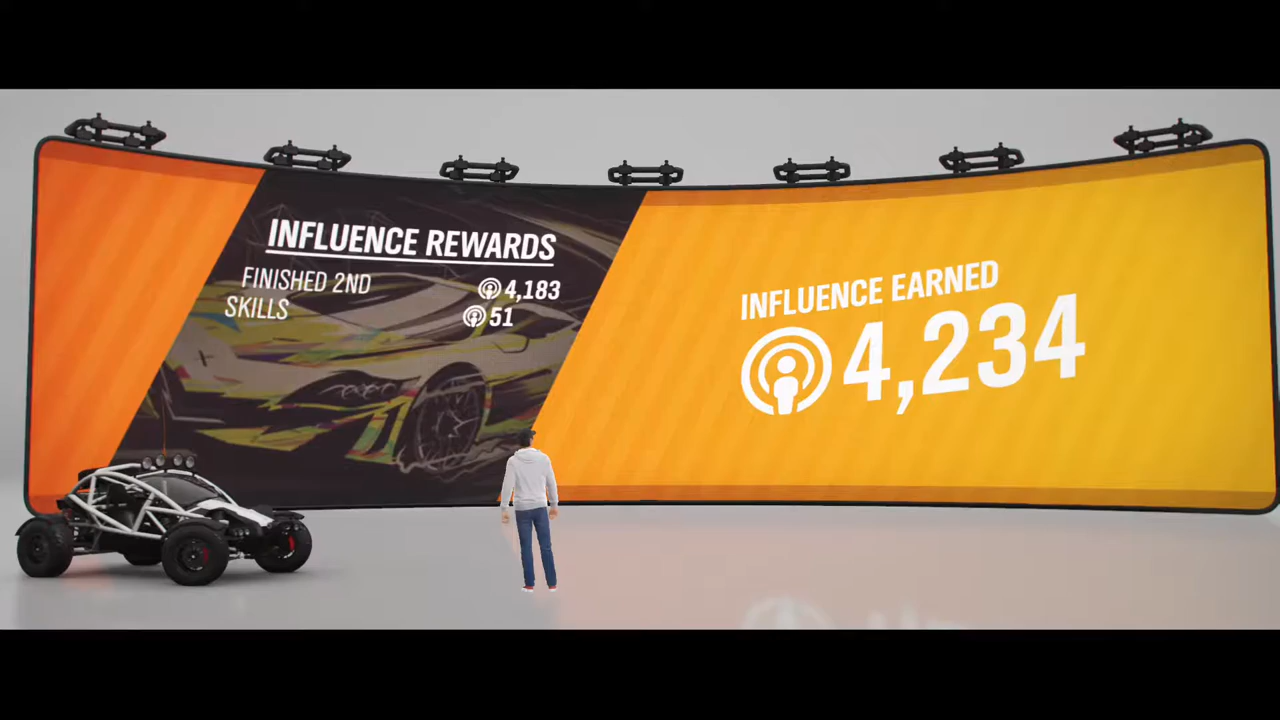 INFLUENCE REWARDS
FINISHED 2ND 4,183
SKILLS 51
INFLUENCE EARNED
4,234